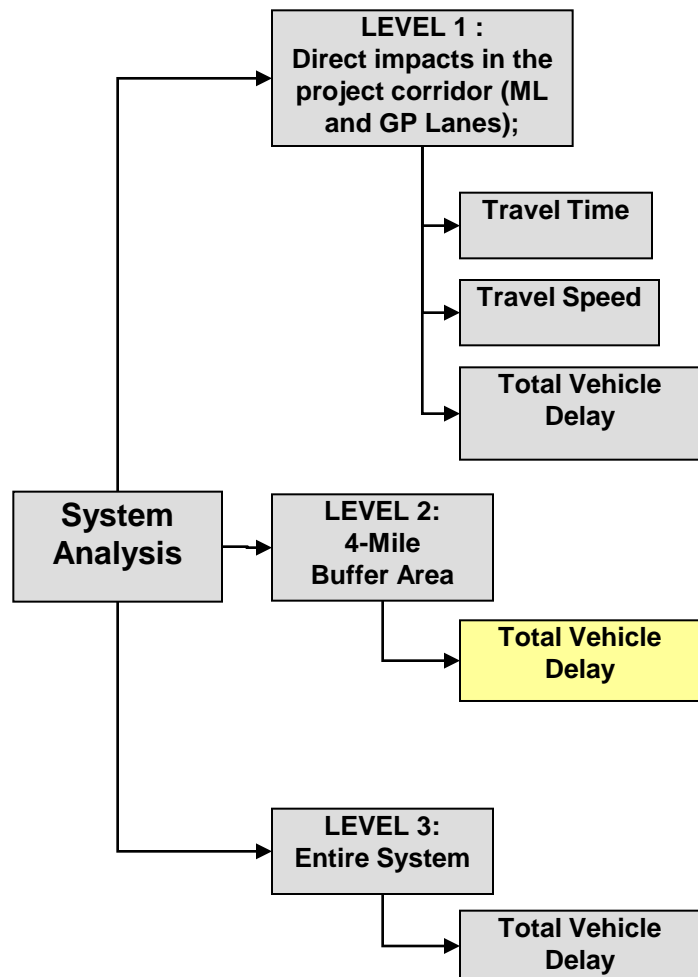 LEVEL 1 :
Direct impacts in the
project corridor (ML
and GP Lanes);
Travel Time
Travel Speed
Total Vehicle
Delay
System
Analysis
LEVEL 2:
4-Mile
Buffer Area
Total Vehicle
Delay
LEVEL 3:
Entire System
Total Vehicle
Delay